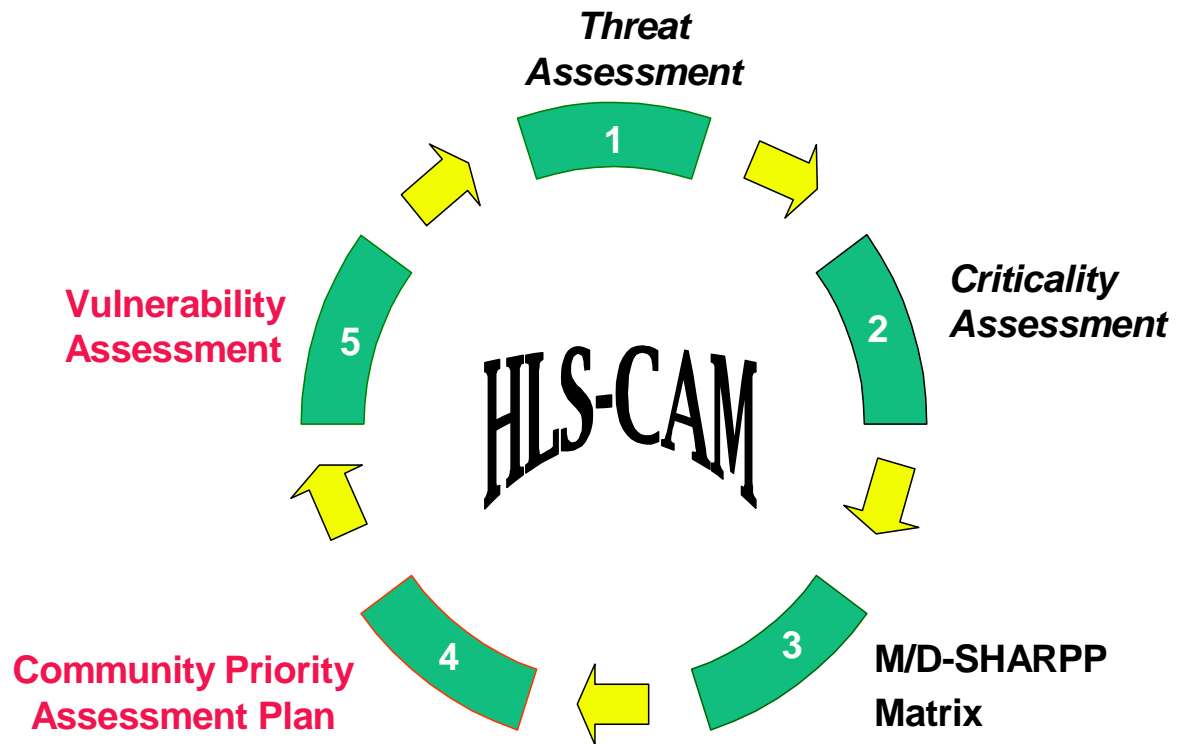 Threat
Assessment
1
Criticality
Assessment
2
Vulnerability
Assessment
5
HLS-CAM
M/D-SHARPP
Matrix
3
Community Priority
Assessment Plan
4